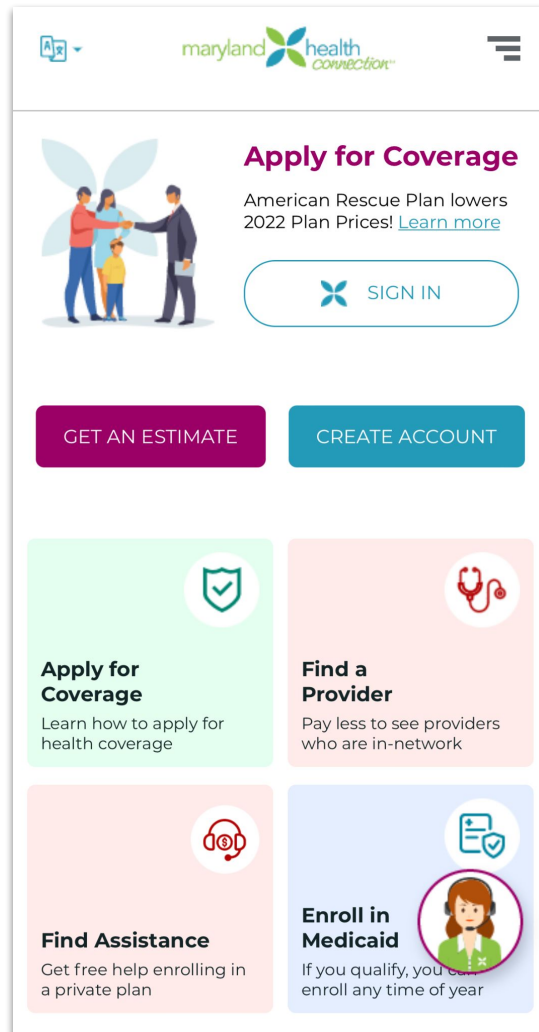 maryland health
connection
Apply for Coverage
American Rescue Plan lowers
2022 Plan Prices! Learn more
SIGN IN
GET AN ESTIMATE
CREATE ACCOUNT
Apply for
Coverage
Learn how to apply for
health coverage
Find a
Provider
Pay less to see providers
who are in-network
Find Assistance
Get free help enrolling in
a private plan
Enroll in
Medicaid
If you qualify, you can
enroll any time of year